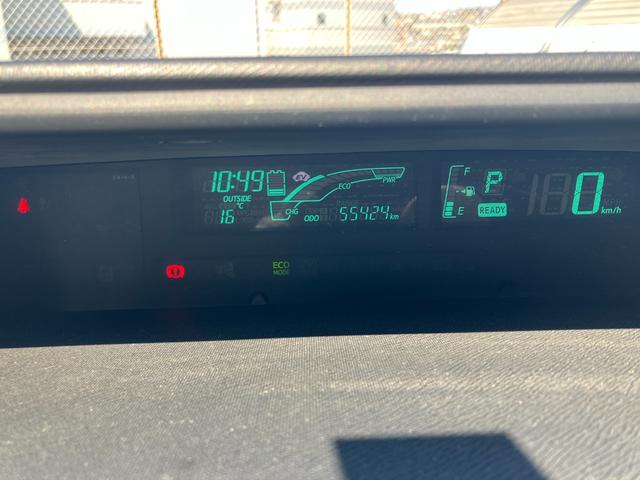 10:49
OUTSIDE
16 °C
ECO
PWR
CHG
ODO 55424 km
F
E
P
READY
0 km/h
ECO
MODE